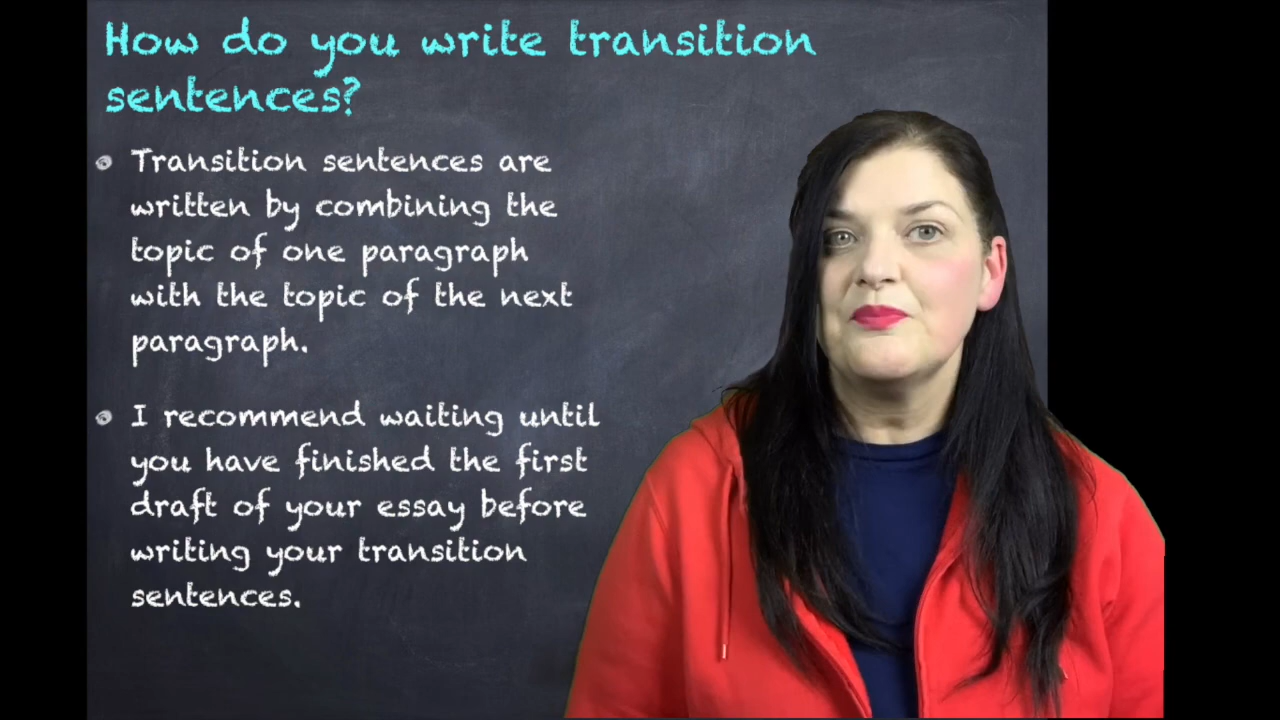 How do you write transition
sentences?
Transition sentences are
written by combining the
topic of one paragraph
with the topic of the next
paragraph.
I recommend waiting until
you have finished the first
draft of your essay before
writing your transition
sentences.